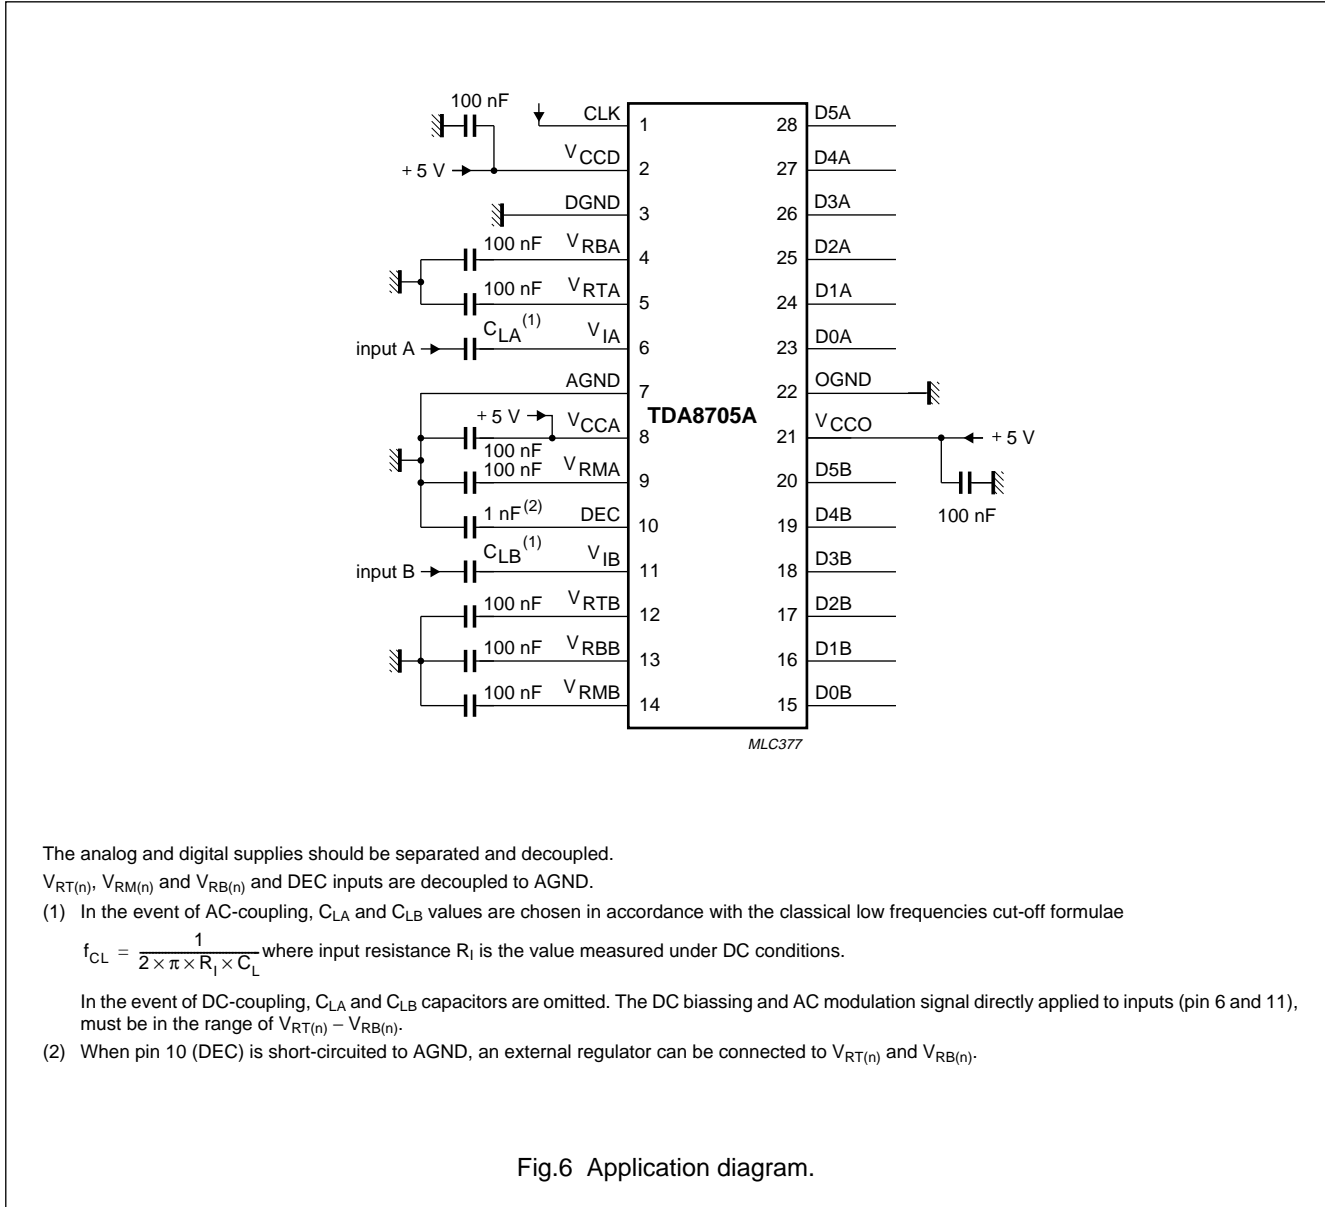 100 nF
CLK 1 28 D5A
+ 5 V VCCD 2 27 D4A
DGND 3 26 D3A
100 nF VRBA 4 25 D2A
100 nF VRTA 5 24 D1A
input A CLA(1) VIA 6 23 D0A
AGND 7 22 OGND
TDA8705A
+ 5 V VCCA 8 21 VCCO + 5 V
100 nF
100 nF VRMA 9 20 D5B
100 nF
1 nF(2) DEC 10 19 D4B
input B CLB(1) VIB 11 18 D3B
100 nF VRTB 12 17 D2B
100 nF VRBB 13 16 D1B
100 nF VRMB 14 15 D0B
MLC377
The analog and digital supplies should be separated and decoupled.
VRT(n), VRM(n) and VRB(n) and DEC inputs are decoupled to AGND.
(1) In the event of AC-coupling, CLA and CLB values are chosen in accordance with the classical low frequencies cut-off formulae
fCL = 1 / (2 × π × RI × CL) where input resistance RI is the value measured under DC conditions.
In the event of DC-coupling, CLA and CLB capacitors are omitted. The DC biassing and AC modulation signal directly applied to inputs (pin 6 and 11),
must be in the range of VRT(n) − VRB(n).
(2) When pin 10 (DEC) is short-circuited to AGND, an external regulator can be connected to VRT(n) and VRB(n).
Fig.6 Application diagram.